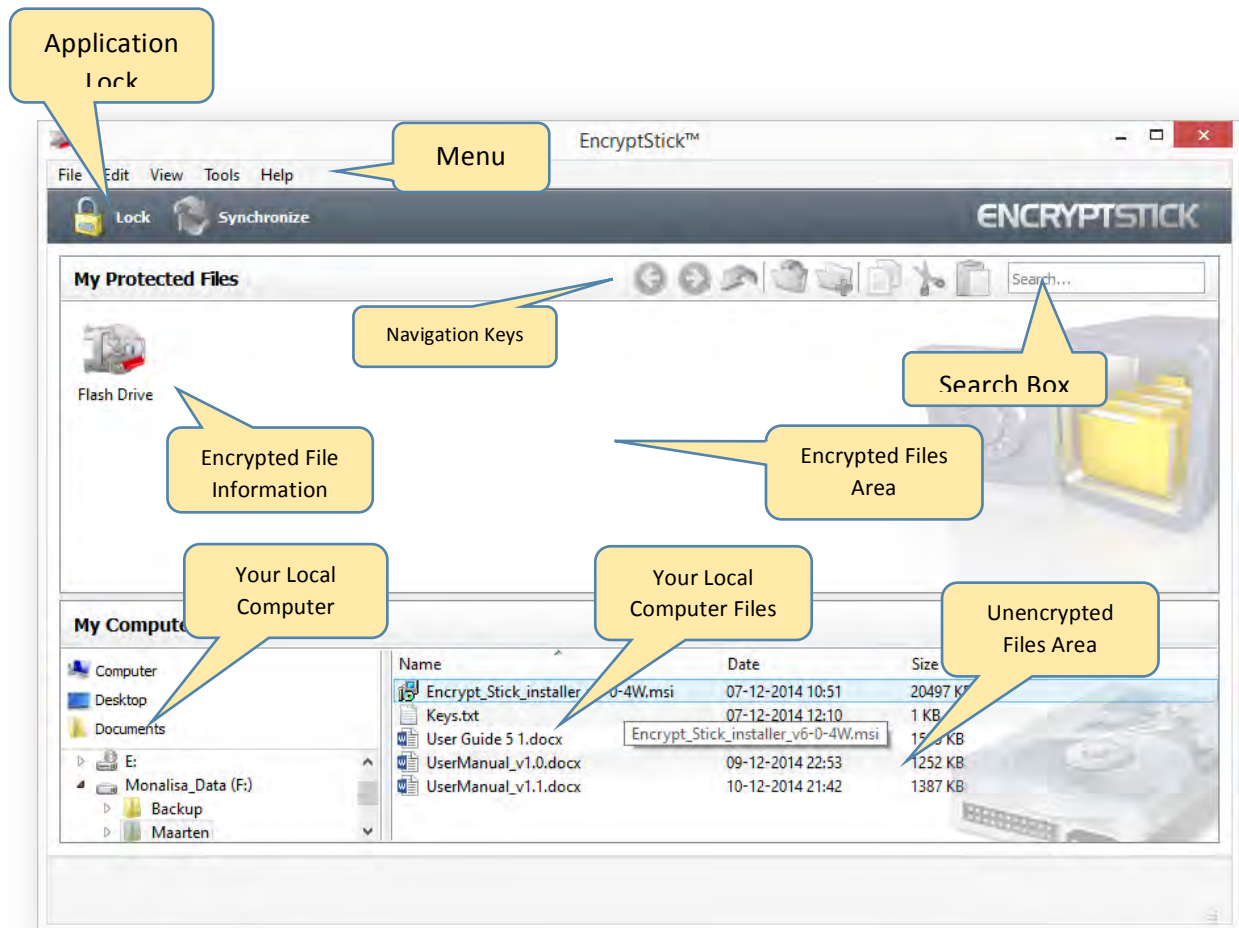 Application
Lock
EncryptStick™
Menu
File Edit View Tools Help
Lock Synchronize
ENCRYPTSTICK
My Protected Files
Search...
Navigation Keys
Flash Drive
Search Box
Encrypted File
Information
Encrypted Files
Area
Your Local
Computer
Your Local
Computer Files
Unencrypted
Files Area
My Compute
Computer
Desktop
Documents
E:
Monalisa_Data (F:)
Backup
Maarten
Name Date Size
Encrypt_Stick_installer 0-4W.msi 07-12-2014 10:51 20497 KB
Keys.txt 07-12-2014 12:10 1 KB
Encrypt_Stick_installer_v6-0-4W.msi
User Guide 5 1.docx KB
UserManual_v1.0.docx 09-12-2014 22:53 1252 KB
UserManual_v1.1.docx 10-12-2014 21:42 1387 KB